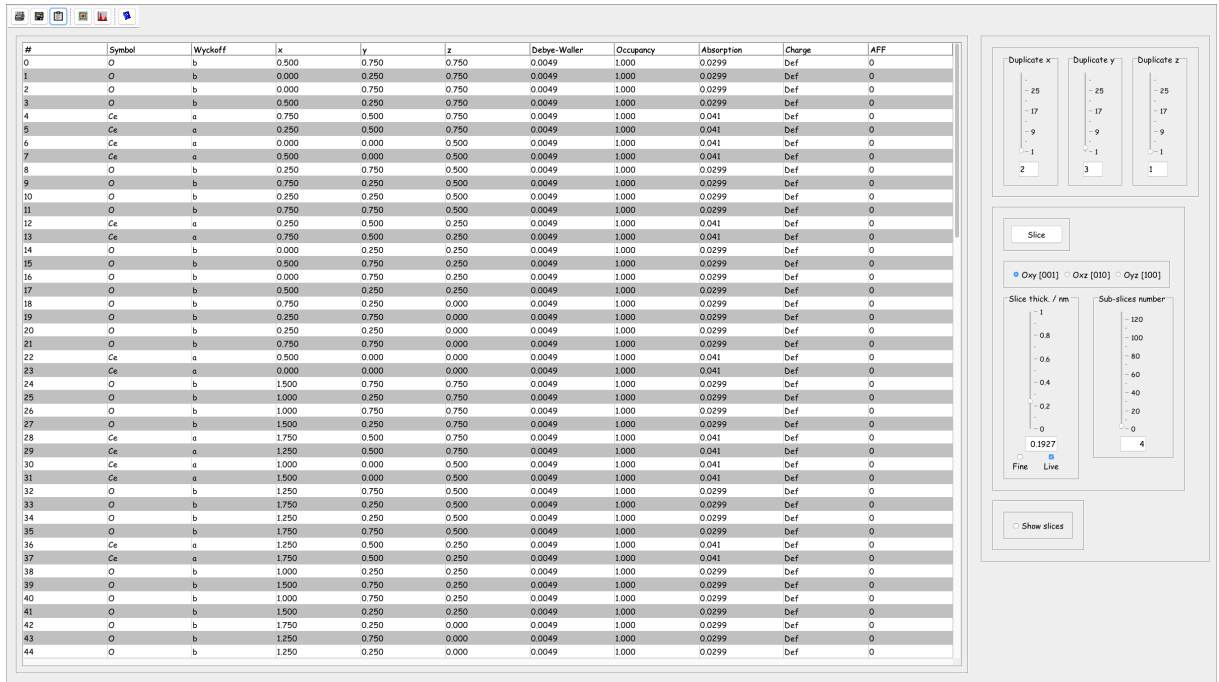 # Symbol Wyckoff x y z Debye-Waller Occupancy Absorption Charge AFF
0 O b 0.500 0.750 0.750 0.0049 1.000 0.0299 Def 0
1 O b 0.000 0.250 0.750 0.0049 1.000 0.0299 Def 0
2 O b 0.000 0.750 0.750 0.0049 1.000 0.0299 Def 0
3 O b 0.500 0.250 0.750 0.0049 1.000 0.0299 Def 0
4 Ce a 0.750 0.500 0.750 0.0049 1.000 0.041 Def 0
5 Ce a 0.250 0.500 0.750 0.0049 1.000 0.041 Def 0
6 Ce a 0.000 0.000 0.500 0.0049 1.000 0.041 Def 0
7 Ce a 0.500 0.000 0.500 0.0049 1.000 0.041 Def 0
8 O b 0.250 0.750 0.500 0.0049 1.000 0.0299 Def 0
9 O b 0.750 0.250 0.500 0.0049 1.000 0.0299 Def 0
10 O b 0.250 0.250 0.500 0.0049 1.000 0.0299 Def 0
11 O b 0.750 0.750 0.500 0.0049 1.000 0.0299 Def 0
12 Ce a 0.250 0.500 0.250 0.0049 1.000 0.041 Def 0
13 Ce a 0.750 0.500 0.250 0.0049 1.000 0.041 Def 0
14 O b 0.000 0.250 0.250 0.0049 1.000 0.0299 Def 0
15 O b 0.500 0.750 0.250 0.0049 1.000 0.0299 Def 0
16 O b 0.000 0.750 0.250 0.0049 1.000 0.0299 Def 0
17 O b 0.500 0.250 0.250 0.0049 1.000 0.0299 Def 0
18 O b 0.750 0.250 0.000 0.0049 1.000 0.0299 Def 0
19 O b 0.250 0.750 0.000 0.0049 1.000 0.0299 Def 0
20 O b 0.250 0.250 0.000 0.0049 1.000 0.0299 Def 0
21 O b 0.750 0.750 0.000 0.0049 1.000 0.0299 Def 0
22 Ce a 0.500 0.000 0.000 0.0049 1.000 0.041 Def 0
23 Ce a 0.000 0.000 0.000 0.0049 1.000 0.041 Def 0
24 O b 1.500 0.750 0.750 0.0049 1.000 0.0299 Def 0
25 O b 1.000 0.250 0.750 0.0049 1.000 0.0299 Def 0
26 O b 1.000 0.750 0.750 0.0049 1.000 0.0299 Def 0
27 O b 1.500 0.250 0.750 0.0049 1.000 0.0299 Def 0
28 Ce a 1.750 0.500 0.750 0.0049 1.000 0.041 Def 0
29 Ce a 1.250 0.500 0.750 0.0049 1.000 0.041 Def 0
30 Ce a 1.000 0.000 0.500 0.0049 1.000 0.041 Def 0
31 Ce a 1.500 0.000 0.500 0.0049 1.000 0.041 Def 0
32 O b 1.250 0.750 0.500 0.0049 1.000 0.0299 Def 0
33 O b 1.750 0.250 0.500 0.0049 1.000 0.0299 Def 0
34 O b 1.250 0.250 0.500 0.0049 1.000 0.0299 Def 0
35 O b 1.750 0.750 0.500 0.0049 1.000 0.0299 Def 0
36 Ce a 1.250 0.500 0.250 0.0049 1.000 0.041 Def 0
37 Ce a 1.750 0.500 0.250 0.0049 1.000 0.041 Def 0
38 O b 1.000 0.250 0.250 0.0049 1.000 0.0299 Def 0
39 O b 1.500 0.750 0.250 0.0049 1.000 0.0299 Def 0
40 O b 1.000 0.750 0.250 0.0049 1.000 0.0299 Def 0
41 O b 1.500 0.250 0.250 0.0049 1.000 0.0299 Def 0
42 O b 1.750 0.250 0.000 0.0049 1.000 0.0299 Def 0
43 O b 1.250 0.750 0.000 0.0049 1.000 0.0299 Def 0
44 O b 1.250 0.250 0.000 0.0049 1.000 0.0299 Def 0
Duplicate x Duplicate y Duplicate z
25 25 25
17 17 17
9 9 9
1 1 1
2 3 1
Slice
Oxy [001] Oxz [010] Oyz [100]
Slice thick. / nm
1
0.8
0.6
0.4
0.2
0
0.1927
Fine Live
Sub-slices number
120
100
80
60
40
20
0
4
Show slices